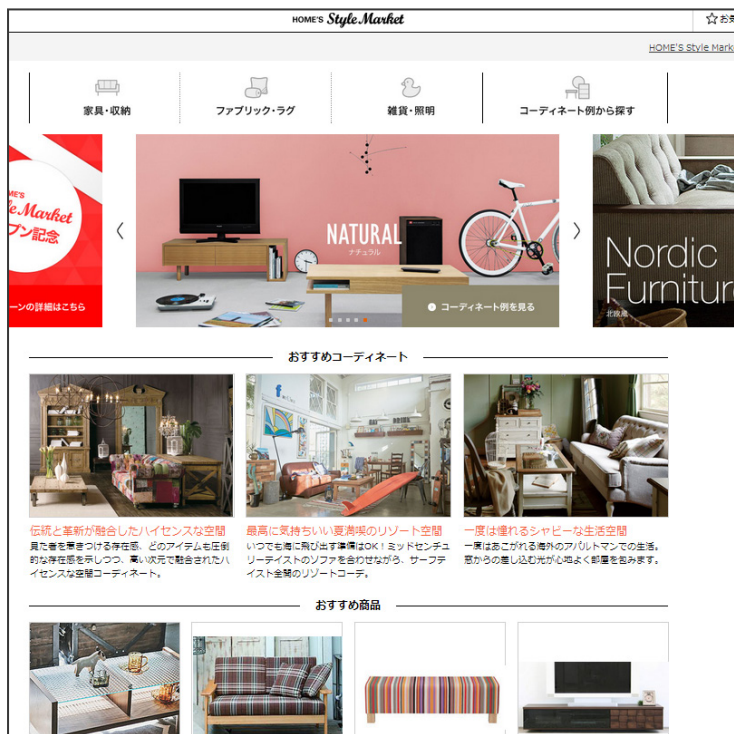 HOME'S Style Market
☆お気
HOME'S Style Mark
家具・収納
ファブリック・ラグ
雑貨・照明
コーディネート例から探す
ME'S
e Market
プン記念
ーンの詳細はこちら
NATURAL
ナチュラル
コーディネート例を見る
Nordic
Furnitur
北欧風
おすすめコーディネート
伝統と革新が融合したハイセンスな空間
見た者を惹きつける存在感、どのアイテムも圧倒
的な存在感を示しつつ、高い次元で融合されたハ
イセンスな空間コーディネート。
最高に気持ちいい夏満喫のリゾート空間
いつでも海に飛び出す準備はOK！ミッドセンチュ
リーテイストのソファを合わせながら、サーフテ
イスト全開のリゾートコーデ。
一度は憧れるシャビーな生活空間
一度はあこがれる海外のアパルトマンでの生活。
窓からの差し込む光が心地よく部屋を包みます。
おすすめ商品